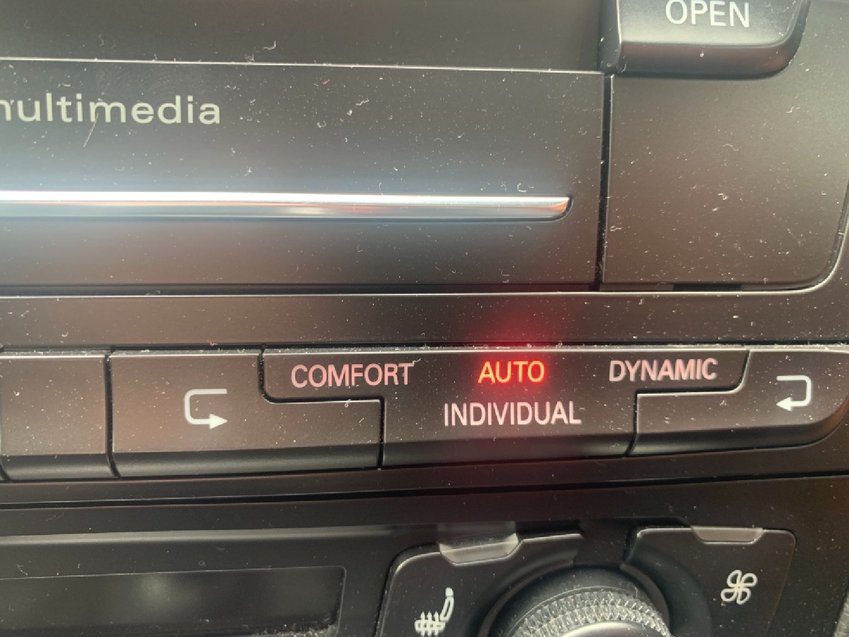 OPEN
multimedia
COMFORT AUTO DYNAMIC
INDIVIDUAL